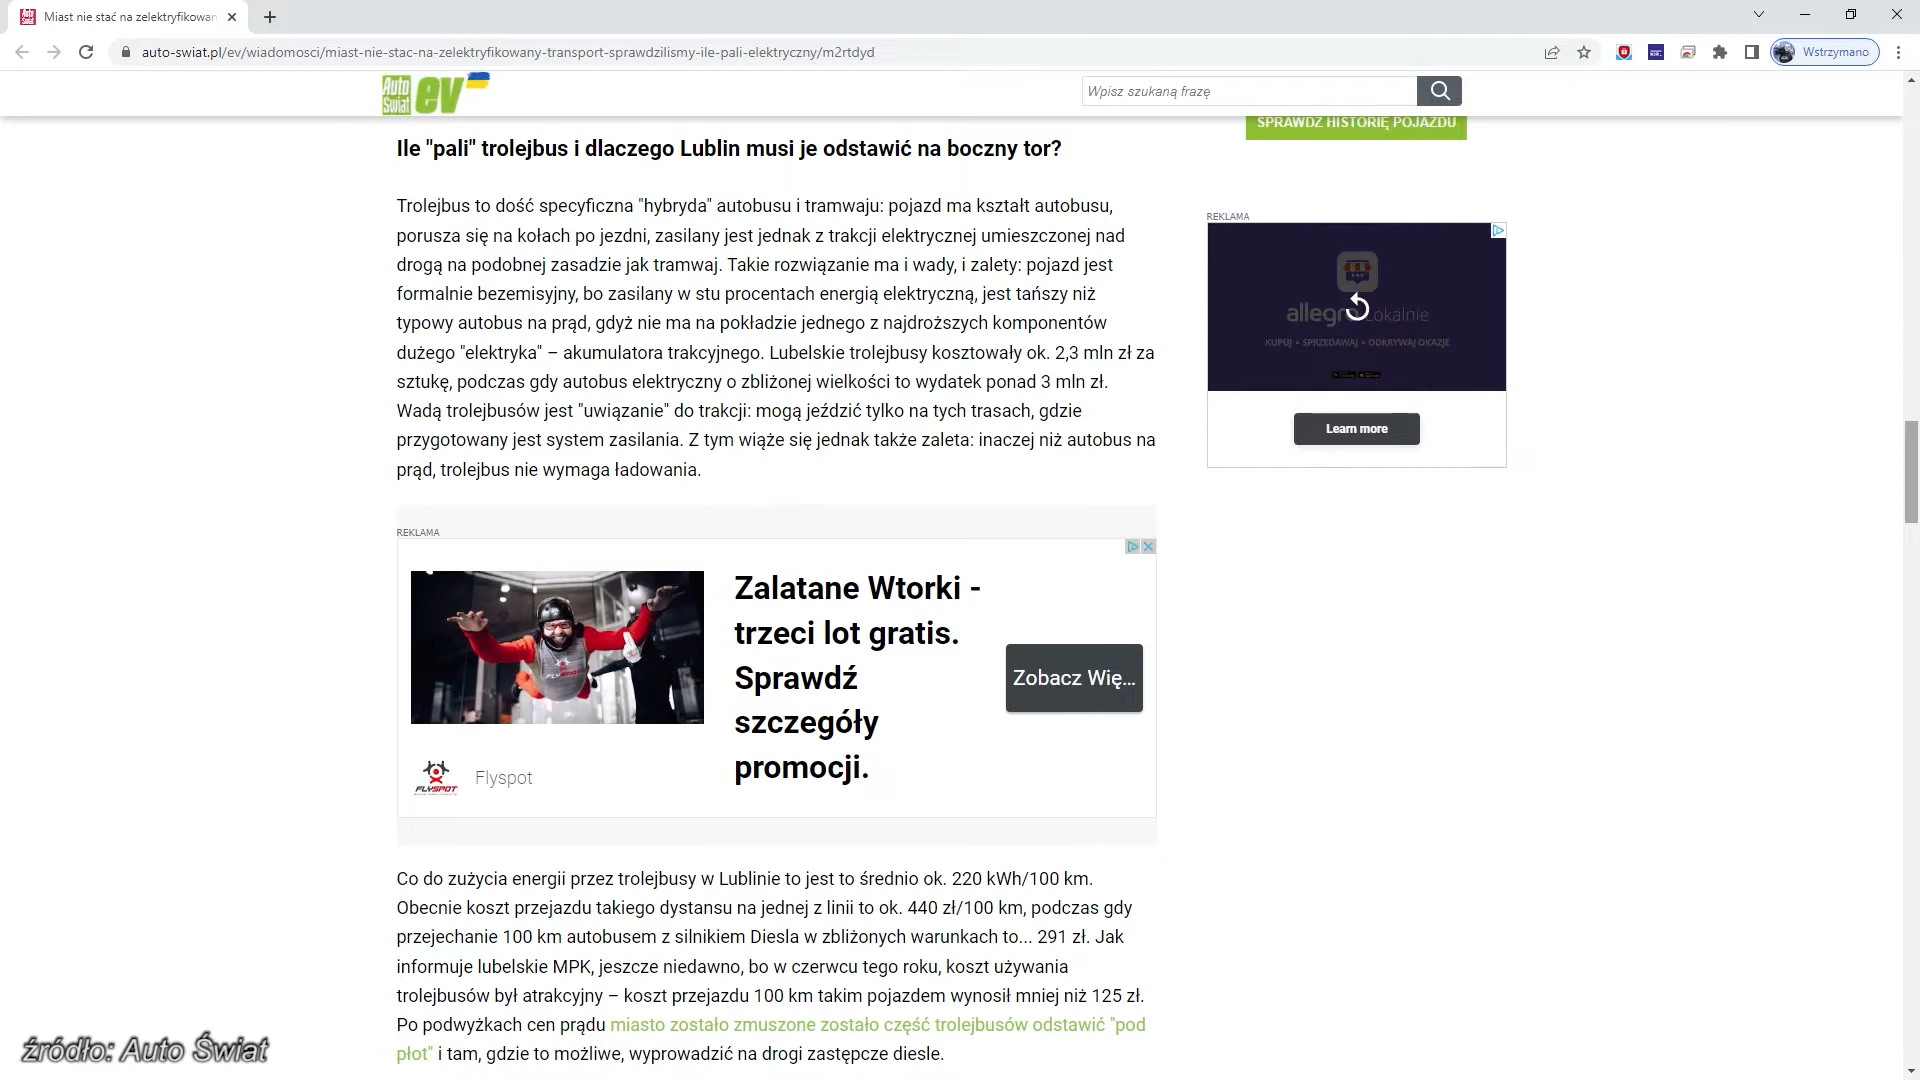 Miast nie stać na zelektryfikowan
auto-swiat.pl/ev/wiadomosci/miast-nie-stac-na-zelektryfikowany-transport-sprawdzilismy-ile-pali-elektryczny/m2rtdyd
Wstrzymano
Auto Świat ev
Wpisz szukaną frazę
SPRAWDŹ HISTORIĘ POJAZDU
Ile "pali" trolejbus i dlaczego Lublin musi je odstawić na boczny tor?
Trolejbus to dość specyficzna "hybryda" autobusu i tramwaju: pojazd ma kształt autobusu,
porusza się na kołach po jezdni, zasilany jest jednak z trakcji elektrycznej umieszczonej nad
drogą na podobnej zasadzie jak tramwaj. Takie rozwiązanie ma i wady, i zalety: pojazd jest
formalnie bezemisyjny, bo zasilany w stu procentach energią elektryczną, jest tańszy niż
typowy autobus na prąd, gdyż nie ma na pokładzie jednego z najdroższych komponentów
dużego "elektryka" – akumulatora trakcyjnego. Lubelskie trolejbusy kosztowały ok. 2,3 mln zł za
sztukę, podczas gdy autobus elektryczny o zbliżonej wielkości to wydatek ponad 3 mln zł.
Wadą trolejbusów jest "uwiązanie" do trakcji: mogą jeździć tylko na tych trasach, gdzie
przygotowany jest system zasilania. Z tym wiąże się jednak także zaleta: inaczej niż autobus na
prąd, trolejbus nie wymaga ładowania.
REKLAMA
allegro Lokalnie
KUPUJ • SPRZEDAWAJ • ODKRYWAJ OKAZJE
Learn more
REKLAMA
Zalatane Wtorki -
trzeci lot gratis.
Sprawdź
szczegóły
promocji.
Zobacz Wię...
FLYSPOT
Flyspot
Co do zużycia energii przez trolejbusy w Lublinie to jest to średnio ok. 220 kWh/100 km.
Obecnie koszt przejazdu takiego dystansu na jednej z linii to ok. 440 zł/100 km, podczas gdy
przejechanie 100 km autobusem z silnikiem Diesla w zbliżonych warunkach to... 291 zł. Jak
informuje lubelskie MPK, jeszcze niedawno, bo w czerwcu tego roku, koszt używania
trolejbusów był atrakcyjny – koszt przejazdu 100 km takim pojazdem wynosił mniej niż 125 zł.
Po podwyżkach cen prądu miasto zostało zmuszone zostało część trolejbusów odstawić "pod
płot" i tam, gdzie to możliwe, wyprowadzić na drogi zastępcze diesle.
źródło: Auto Świat